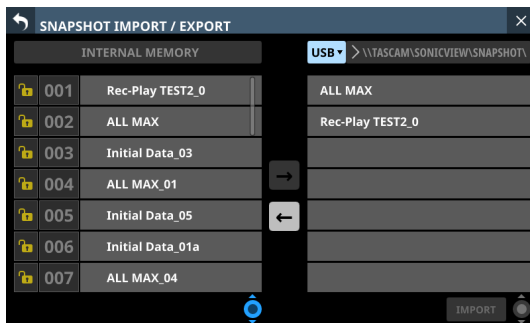 SNAPSHOT IMPORT / EXPORT
INTERNAL MEMORY
001 Rec-Play TEST2_0
002 ALL MAX
003 Initial Data_03
004 ALL MAX_01
005 Initial Data_05
006 Initial Data_01a
007 ALL MAX_04
USB \\TASCAM\SONICVIEW\SNAPSHOT\
ALL MAX
Rec-Play TEST2_0
IMPORT